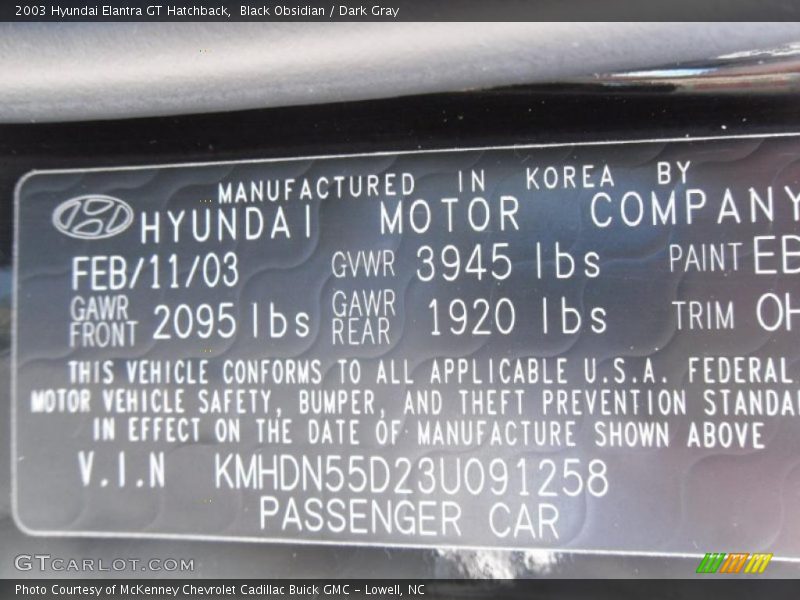 2003 Hyundai Elantra GT Hatchback, Black Obsidian / Dark Gray
MANUFACTURED IN KOREA BY
HYUNDAI MOTOR COMPANY
FEB/11/03 GVWR 3945 lbs PAINT EB
GAWR FRONT 2095 lbs GAWR REAR 1920 lbs TRIM OH
THIS VEHICLE CONFORMS TO ALL APPLICABLE U.S.A. FEDERAL
MOTOR VEHICLE SAFETY, BUMPER, AND THEFT PREVENTION STANDA
IN EFFECT ON THE DATE OF MANUFACTURE SHOWN ABOVE
V.I.N KMHDN55D23U091258
PASSENGER CAR
GTCARLOT.COM
Photo Courtesy of McKenney Chevrolet Cadillac Buick GMC - Lowell, NC